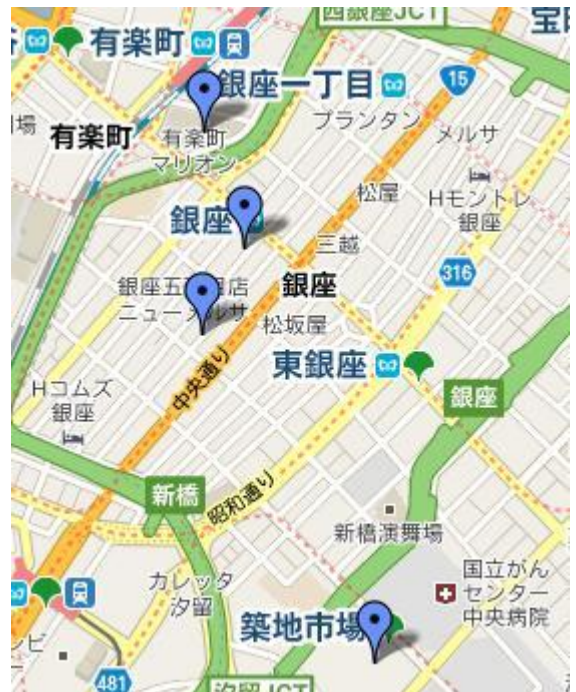 西銀座JCT
有楽町
銀座一丁目
15
有楽町
有楽町
マリオン
プランタン
メルサ
松屋
Hモントレ
銀座
銀座
三越
316
銀座
ニューメルサ
松坂屋
中央通り
東銀座
Hコムズ
銀座
銀座
新橋
昭和通り
新橋演舞場
カレッタ
汐留
国立がん
センター
中央病院
築地市場
481
汐留JCT